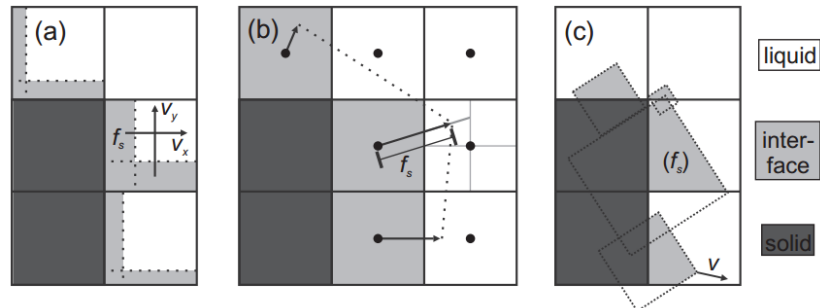 (a)
f_s
v_y
v_x
(b)
f_s
(c)
(f_s)
v
liquid
inter-
face
solid